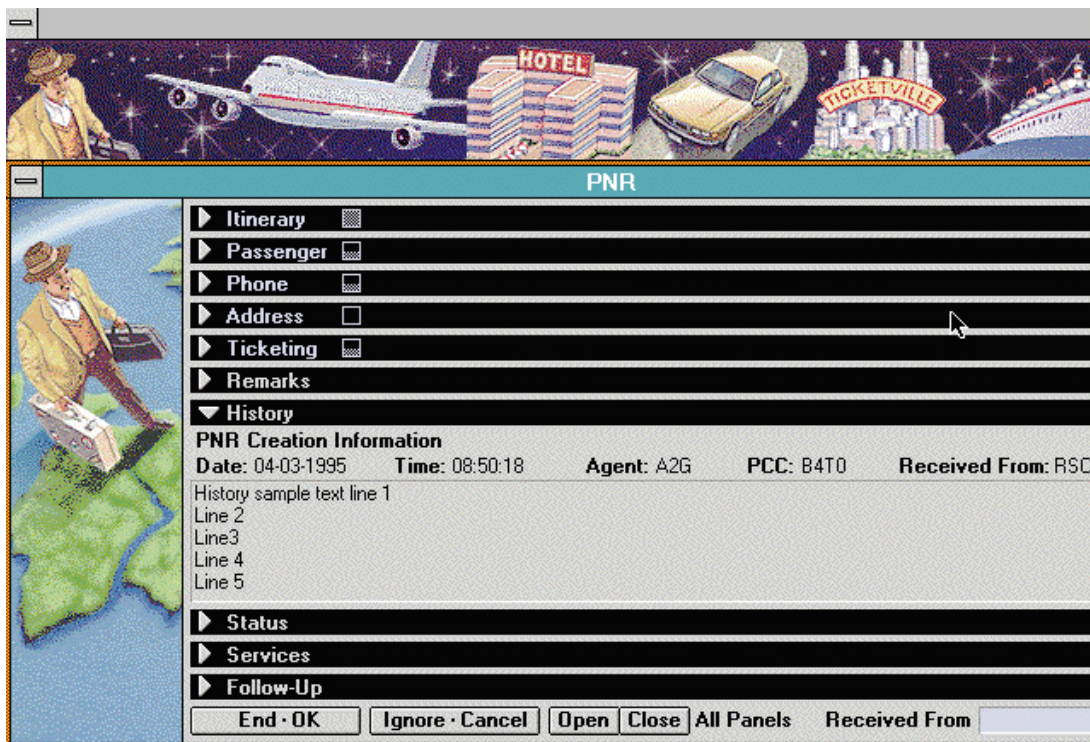 HOTEL
TICKETVILLE
PNR
Itinerary
Passenger
Phone
Address
Ticketing
Remarks
History
PNR Creation Information
Date: 04-03-1995 Time: 08:50:18 Agent: A2G PCC: B4T0 Received From: RSC
History sample text line 1
Line 2
Line3
Line 4
Line 5
Status
Services
Follow-Up
End · OK Ignore · Cancel Open Close All Panels Received From